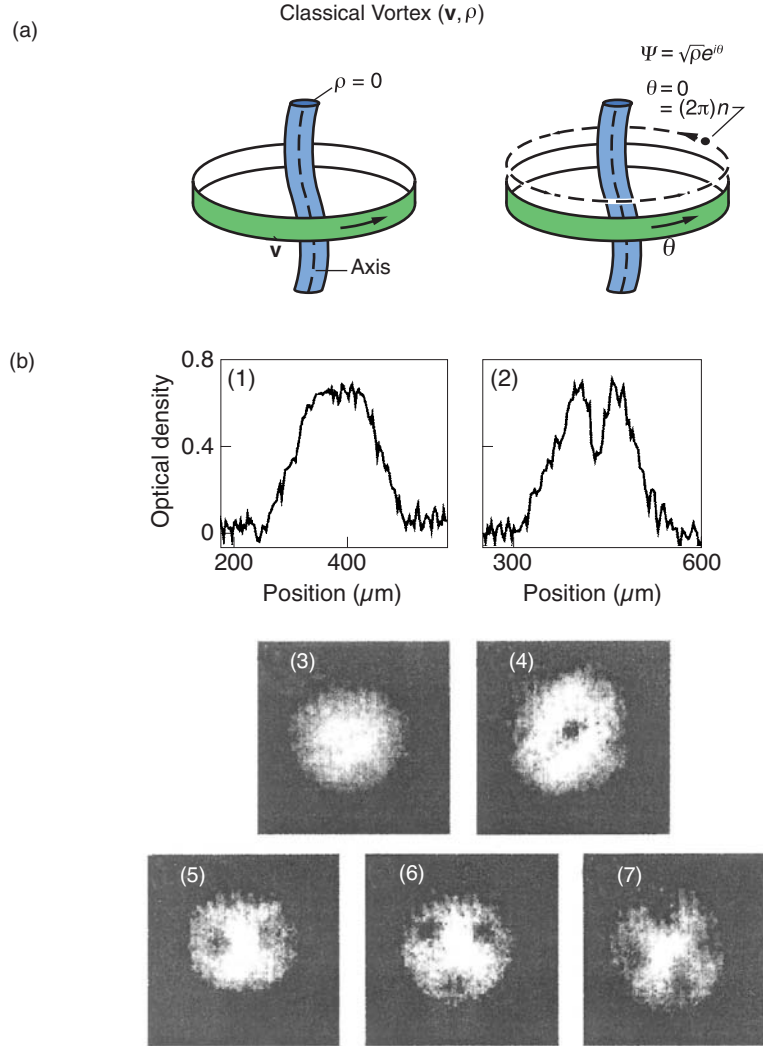 (a)
Classical Vortex (v, ρ)
ρ = 0
v
Axis
Ψ = √ρe^{iθ}
θ = 0
= (2π)n
θ
(b)
0.8
0.4
0
Optical density
(1)
200
400
Position (μm)
(2)
300
600
Position (μm)
(3)
(4)
(5)
(6)
(7)